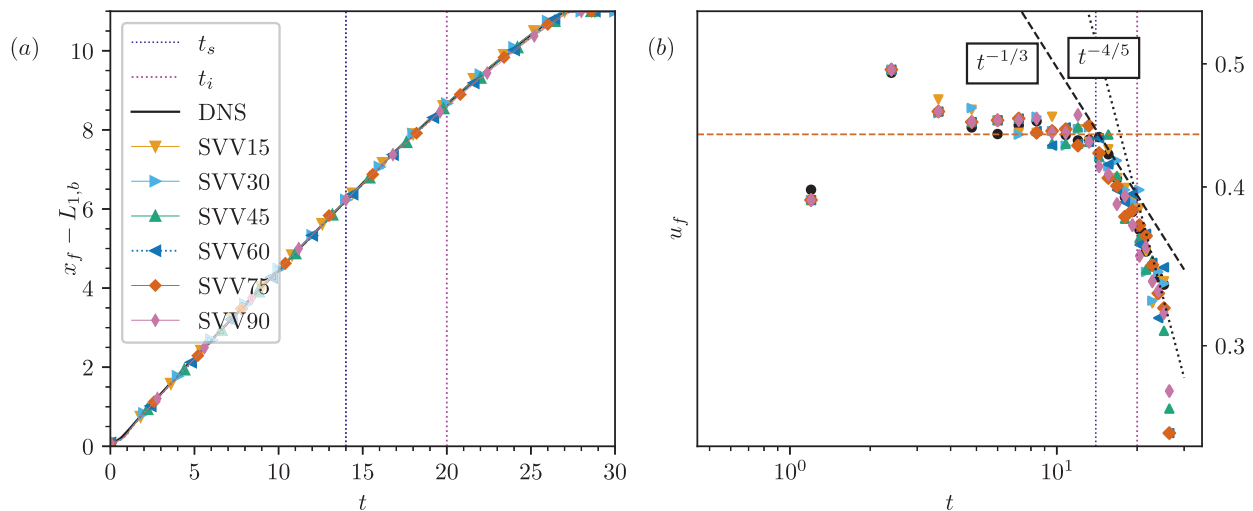 (a)
x_f − L_{1,b}
10
8
6
4
2
0
0 5 10 15 20 25 30
t
t_s
t_i
DNS
SVV15
SVV30
SVV45
SVV60
SVV75
SVV90
(b)
u_f
t^{-1/3}
t^{-4/5}
0.5
0.4
0.3
10^0 10^1
t